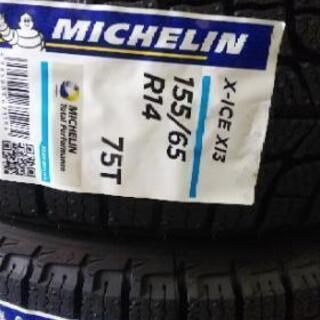 MICHELIN
X-ICE XI3
155/65
R14
75T
MICHELIN
Total Performance